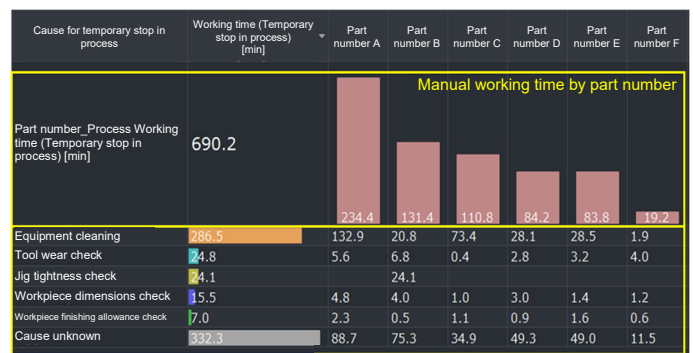 Cause for temporary stop in process
Working time (Temporary stop in process) [min]
Part number A
Part number B
Part number C
Part number D
Part number E
Part number F
Manual working time by part number
Part number_Process Working time (Temporary stop in process) [min]
690.2
234.4 131.4 110.8 84.2 83.8 19.2
Equipment cleaning 286.5 132.9 20.8 73.4 28.1 28.5 1.9
Tool wear check 24.8 5.6 6.8 0.4 2.8 3.2 4.0
Jig tightness check 24.1 24.1
Workpiece dimensions check 15.5 4.8 4.0 1.0 3.0 1.4 1.2
Workpiece finishing allowance check 7.0 2.3 0.5 1.1 0.9 1.6 0.6
Cause unknown 332.3 88.7 75.3 34.9 49.3 49.0 11.5